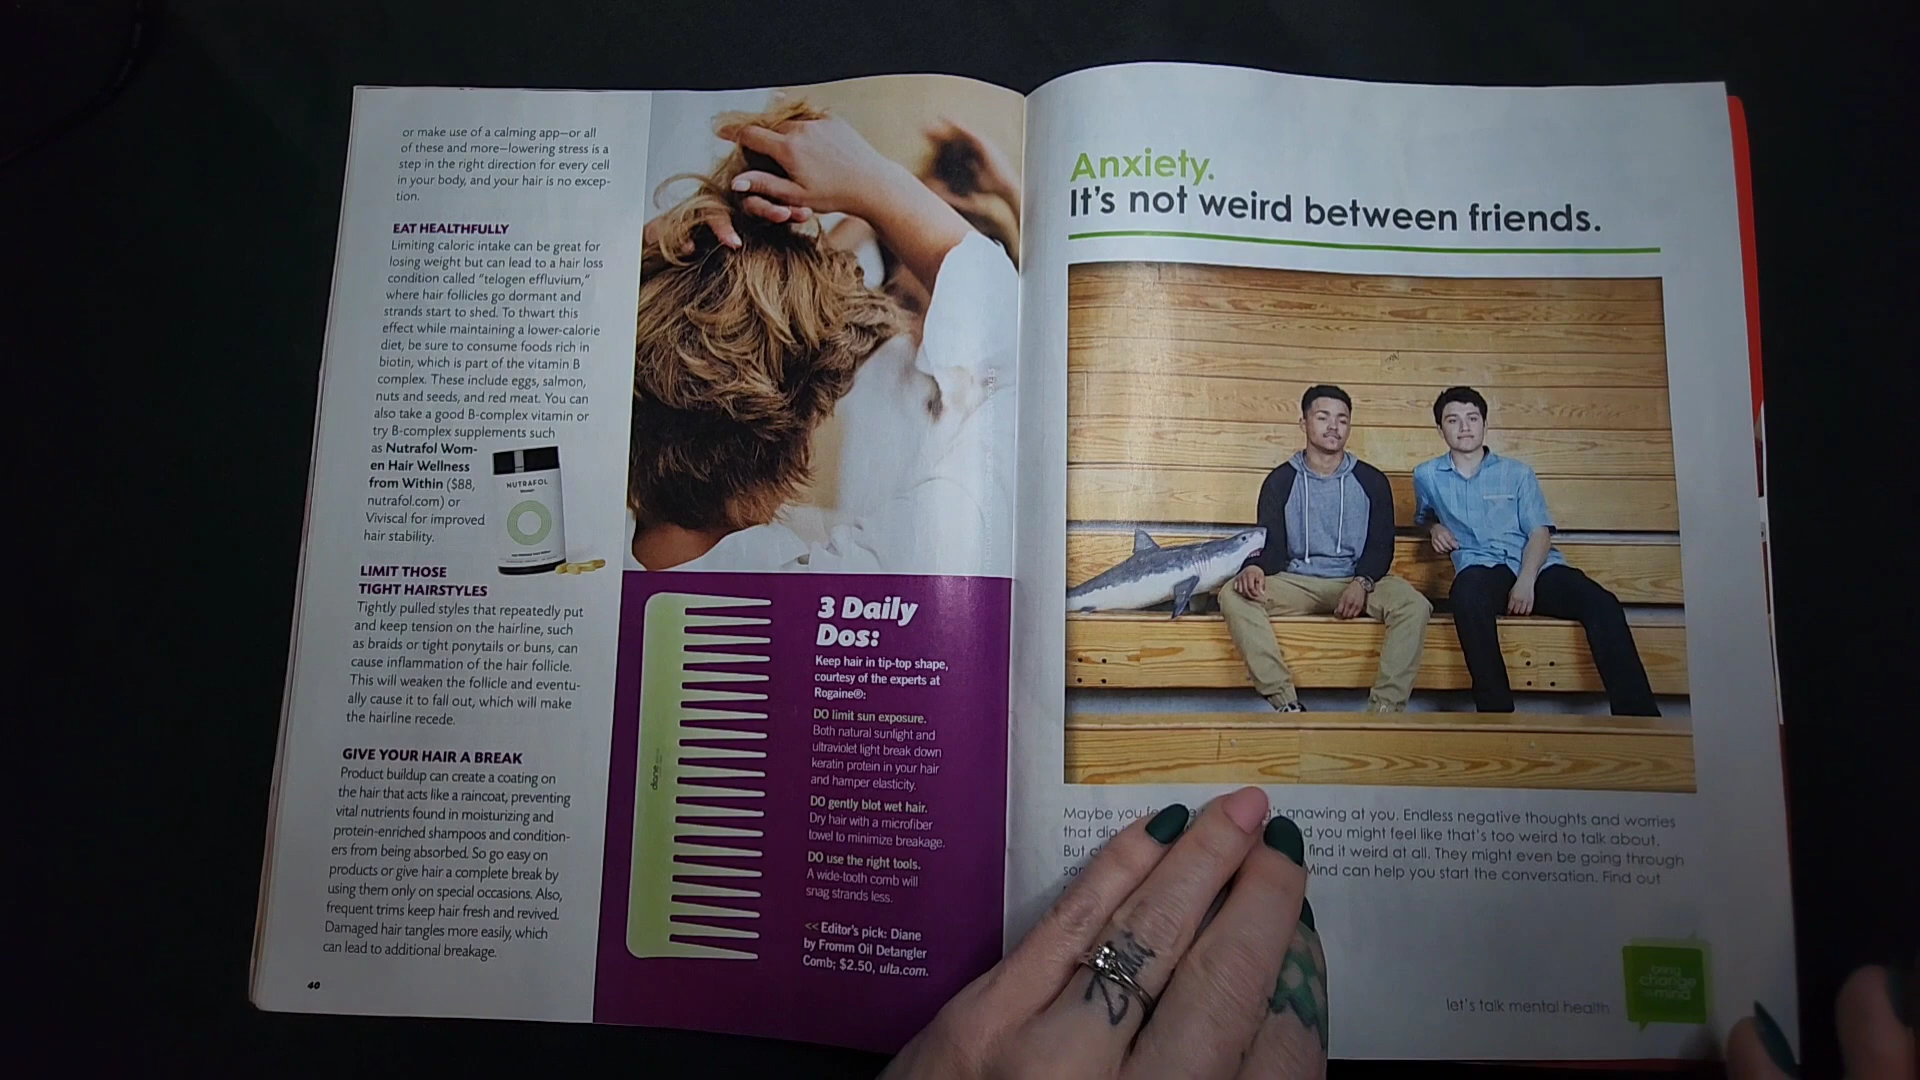 or make use of a calming app—or all
of these and more—lowering stress is a
step in the right direction for every cell
in your body, and your hair is no excep-
tion.
EAT HEALTHFULLY
Limiting caloric intake can be great for
losing weight but can lead to a hair loss
condition called "telogen effluvium,"
where hair follicles go dormant and
strands start to shed. To thwart this
effect while maintaining a lower-calorie
diet, be sure to consume foods rich in
biotin, which is part of the vitamin B
complex. These include eggs, salmon,
nuts and seeds, and red meat. You can
also take a good B-complex vitamin or
try B-complex supplements such
as Nutrafol Wom-
en Hair Wellness
from Within ($88,
nutrafol.com) or
Viviscal for improved
hair stability.
NUTRAFOL
LIMIT THOSE
TIGHT HAIRSTYLES
Tightly pulled styles that repeatedly put
and keep tension on the hairline, such
as braids or tight ponytails or buns, can
cause inflammation of the hair follicle.
This will weaken the follicle and eventu-
ally cause it to fall out, which will make
the hairline recede.
GIVE YOUR HAIR A BREAK
Product buildup can create a coating on
the hair that acts like a raincoat, preventing
vital nutrients found in moisturizing and
protein-enriched shampoos and condition-
ers from being absorbed. So go easy on
products or give hair a complete break by
using them only on special occasions. Also,
frequent trims keep hair fresh and revived.
Damaged hair tangles more easily, which
can lead to additional breakage.
40
diane
3 Daily
Dos:
Keep hair in tip-top shape,
courtesy of the experts at
Rogaine®:
DO limit sun exposure.
Both natural sunlight and
ultraviolet light break down
keratin protein in your hair
and hamper elasticity.
DO gently blot wet hair.
Dry hair with a microfiber
towel to minimize breakage.
DO use the right tools.
A wide-tooth comb will
snag strands less.
<< Editor's pick: Diane
by Fromm Oil Detangler
Comb; $2.50, ulta.com.
Anxiety.
It's not weird between friends.
Maybe you gnawing at you. Endless negative thoughts and worries
that you might feel like that's too weird to talk about.
But find it weird at all. They might even be going through
Mind can help you start the conversation. Find out
let's talk mental health
bring
change
to mind